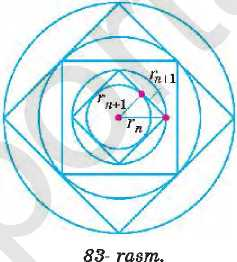 r_{n+1}
r_{n+1}
r_n
83- rasm.